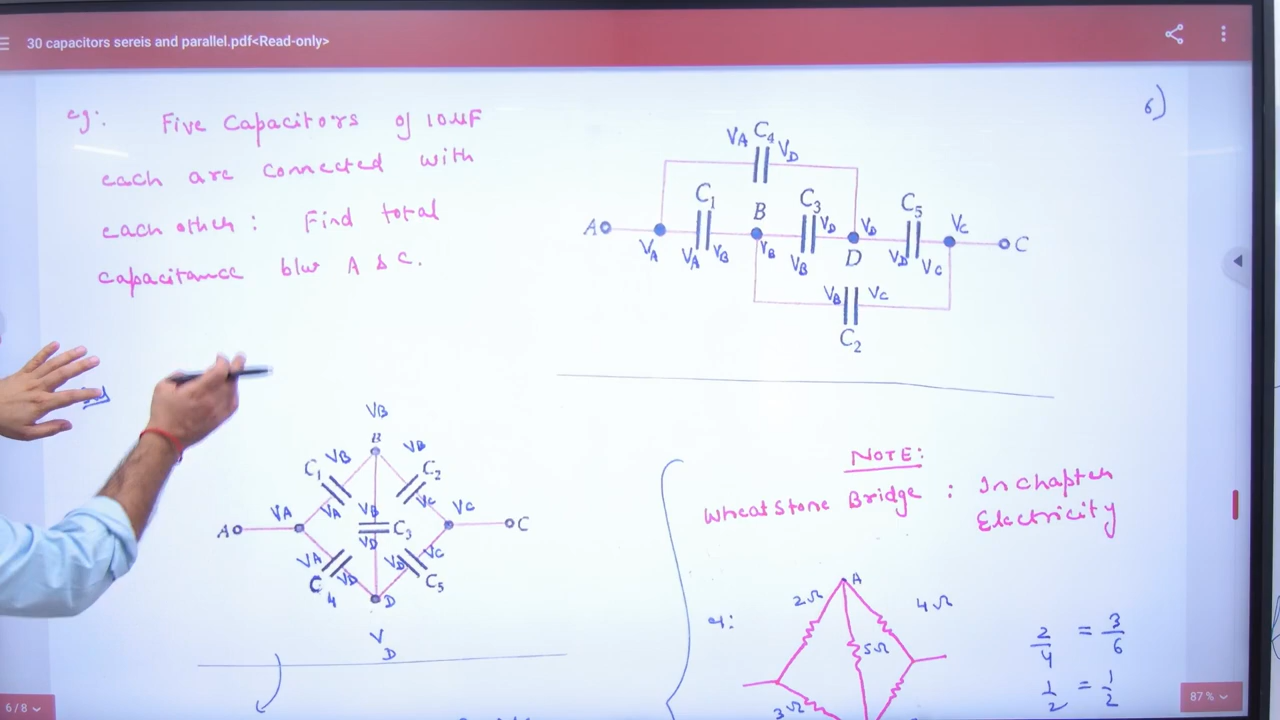 30 capacitors sereis and parallel.pdf<Read-only>
6)
eg:. Five Capacitors of 10μF
each are connected with
each other : Find total
capacitance b/w A & C.
VA C4 VD
C1 B C3 VD C5 VC
A VA VA VB VB VB VD D VD VC C
VB VC
C2
VB
B
C1 VB VB C2
VA VA VB VC VC
A C3 C
VA VD VD VC
C4 VD D C5
VD
NOTE:
Wheatstone Bridge : In chapter
Electricity
A
2Ω 4Ω
5Ω
3Ω
2/4 = 3/6
1/2 = 1/2
6 / 8
87 %